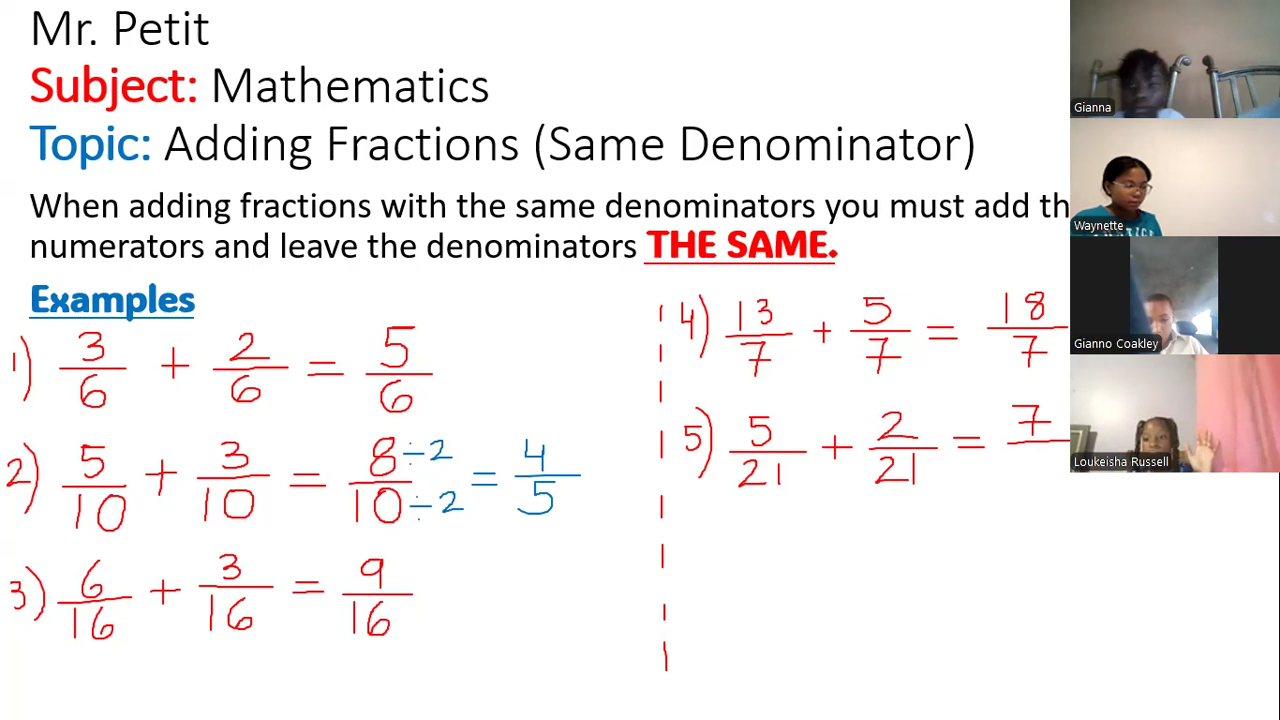 Mr. Petit
Subject: Mathematics
Topic: Adding Fractions (Same Denominator)
When adding fractions with the same denominators you must add th
numerators and leave the denominators THE SAME.
Examples
1) 3/6 + 2/6 = 5/6
2) 5/10 + 3/10 = 8÷2/10÷2 = 4/5
3) 6/16 + 3/16 = 9/16
4) 13/7 + 5/7 = 18/7
5) 5/21 + 2/21 = 7
Gianna
Waynette
Gianno Coakley
Loukeisha Russell